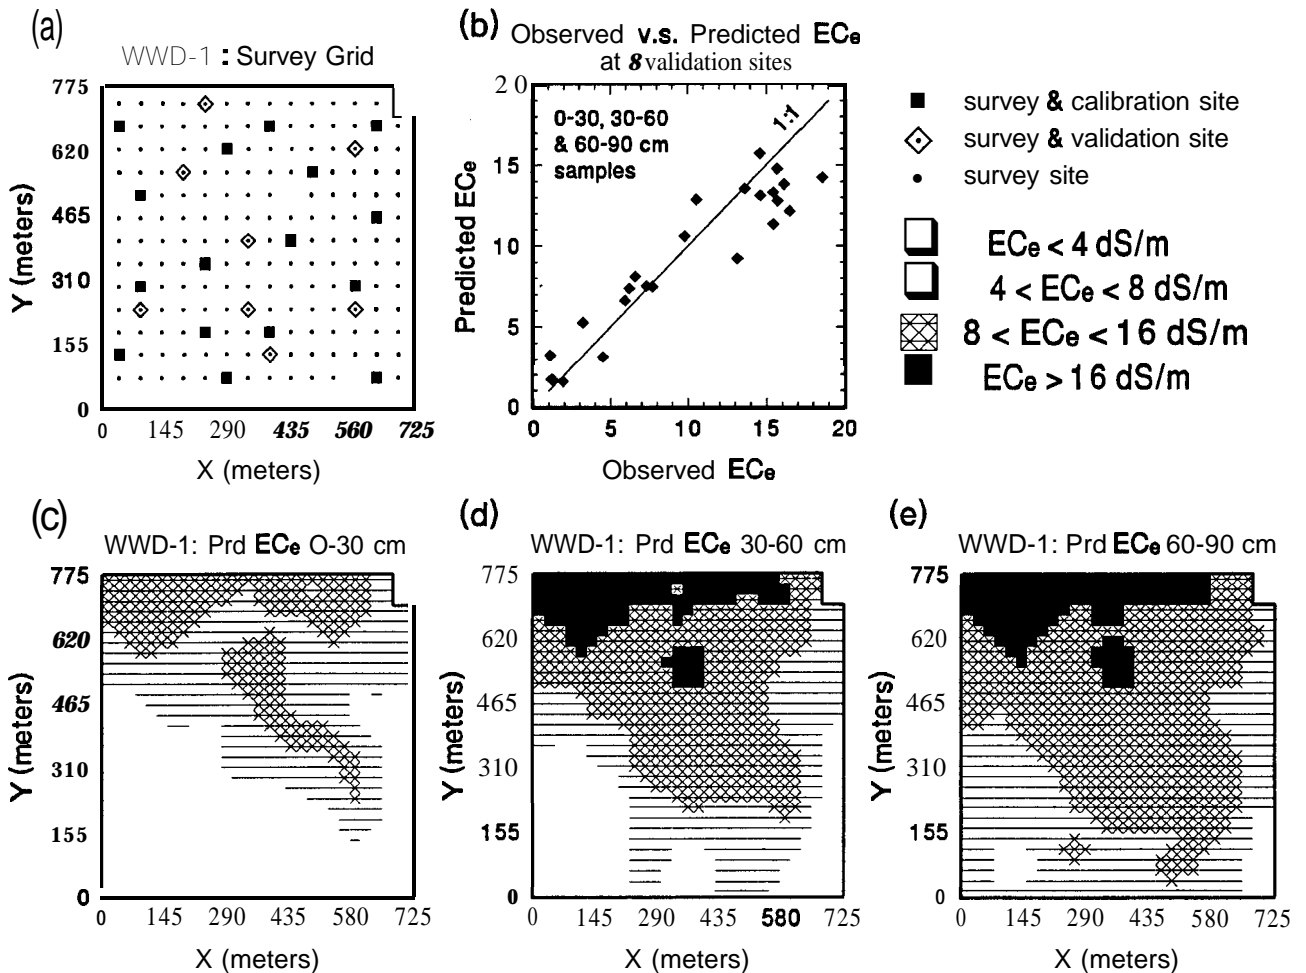 (a)
WWD-1 : Survey Grid
775
620
465
310
155
0
Y (meters)
0 145 290 435 560 725
X (meters)
(b)
Observed v.s. Predicted ECe
at 8 validation sites
20
15
10
5
0
Predicted ECe
0-30, 30-60
& 60-90 cm
samples
1:1
0 5 10 15 20
Observed ECe
survey & calibration site
survey & validation site
survey site
ECe < 4 dS/m
4 < ECe < 8 dS/m
8 < ECe < 16 dS/m
ECe > 16 dS/m
(c)
WWD-1: Prd ECe O-30 cm
775
620
465
310
155
0
Y (meters)
0 145 290 435 580 725
X (meters)
(d)
WWD-1: Prd ECe 30-60 cm
775
620
465
310
155
0
Y (meters)
0 145 290 435 580 725
X (meters)
(e)
WWD-1: Prd ECe 60-90 cm
775
620
465
310
155
0
Y (meters)
0 145 290 435 580 725
X (meters)